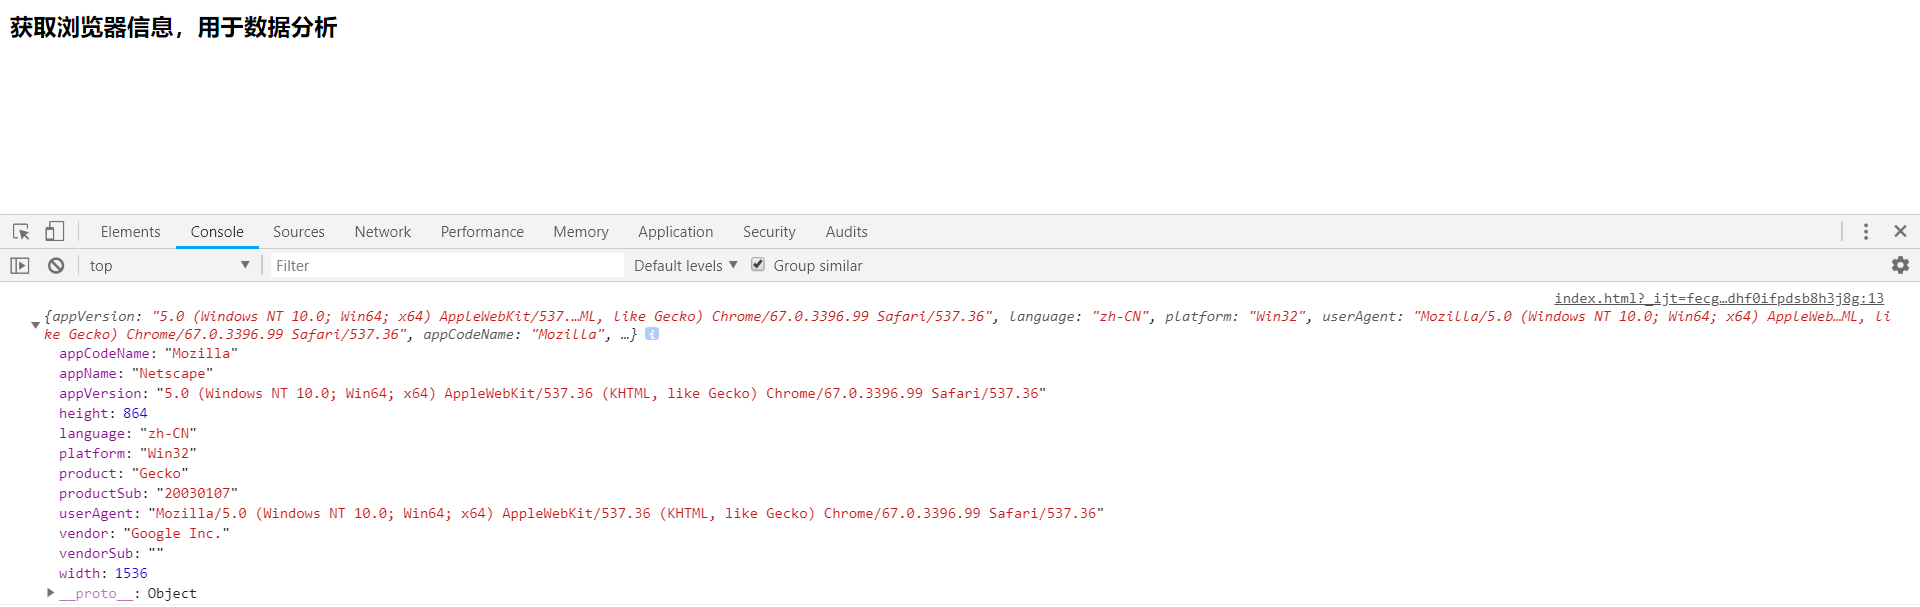 获取浏览器信息，用于数据分析
Elements Console Sources Network Performance Memory Application Security Audits
top Filter Default levels Group similar
index.html?_ijt=fecg…dhf0ifpdsb8h3j8g:13
{appVersion: "5.0 (Windows NT 10.0; Win64; x64) AppleWebKit/537.…ML, like Gecko) Chrome/67.0.3396.99 Safari/537.36", language: "zh-CN", platform: "Win32", userAgent: "Mozilla/5.0 (Windows NT 10.0; Win64; x64) AppleWeb…ML, li
ke Gecko) Chrome/67.0.3396.99 Safari/537.36", appCodeName: "Mozilla", …} i
appCodeName: "Mozilla"
appName: "Netscape"
appVersion: "5.0 (Windows NT 10.0; Win64; x64) AppleWebKit/537.36 (KHTML, like Gecko) Chrome/67.0.3396.99 Safari/537.36"
height: 864
language: "zh-CN"
platform: "Win32"
product: "Gecko"
productSub: "20030107"
userAgent: "Mozilla/5.0 (Windows NT 10.0; Win64; x64) AppleWebKit/537.36 (KHTML, like Gecko) Chrome/67.0.3396.99 Safari/537.36"
vendor: "Google Inc."
vendorSub: ""
width: 1536
__proto__: Object